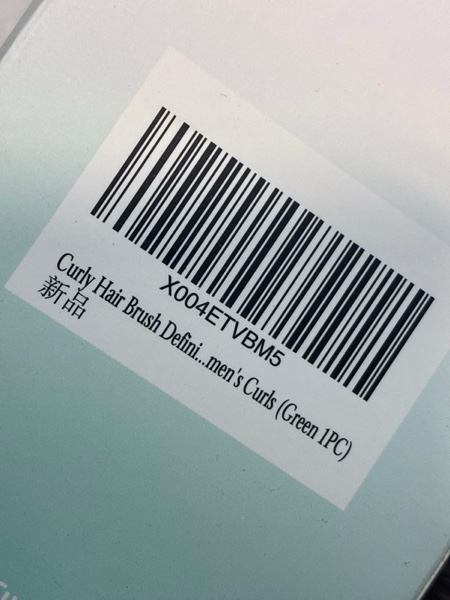 X004ETVBM5
Curly Hair Brush Defini...men's Curls (Green 1PC)
新品